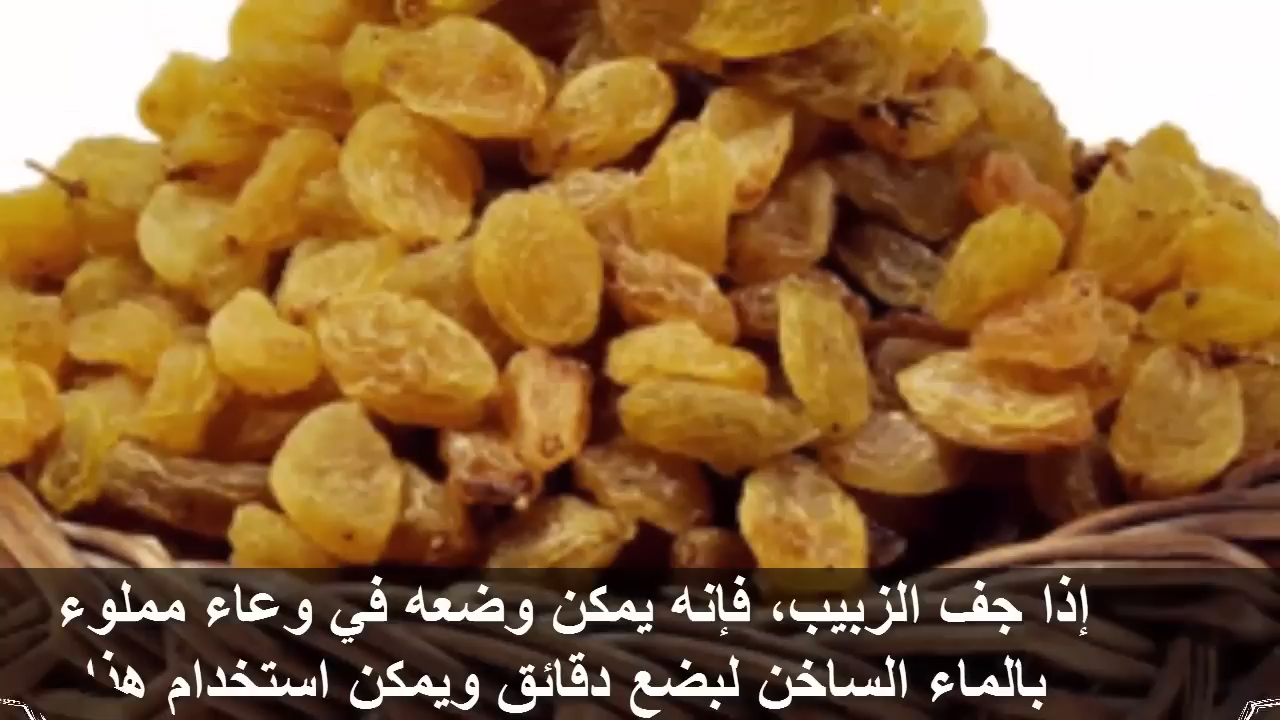 إذا جف الزبيب، فإنه يمكن وضعه في وعاء مملوء
بالماء الساخن لبضع دقائق ويمكن استخدام